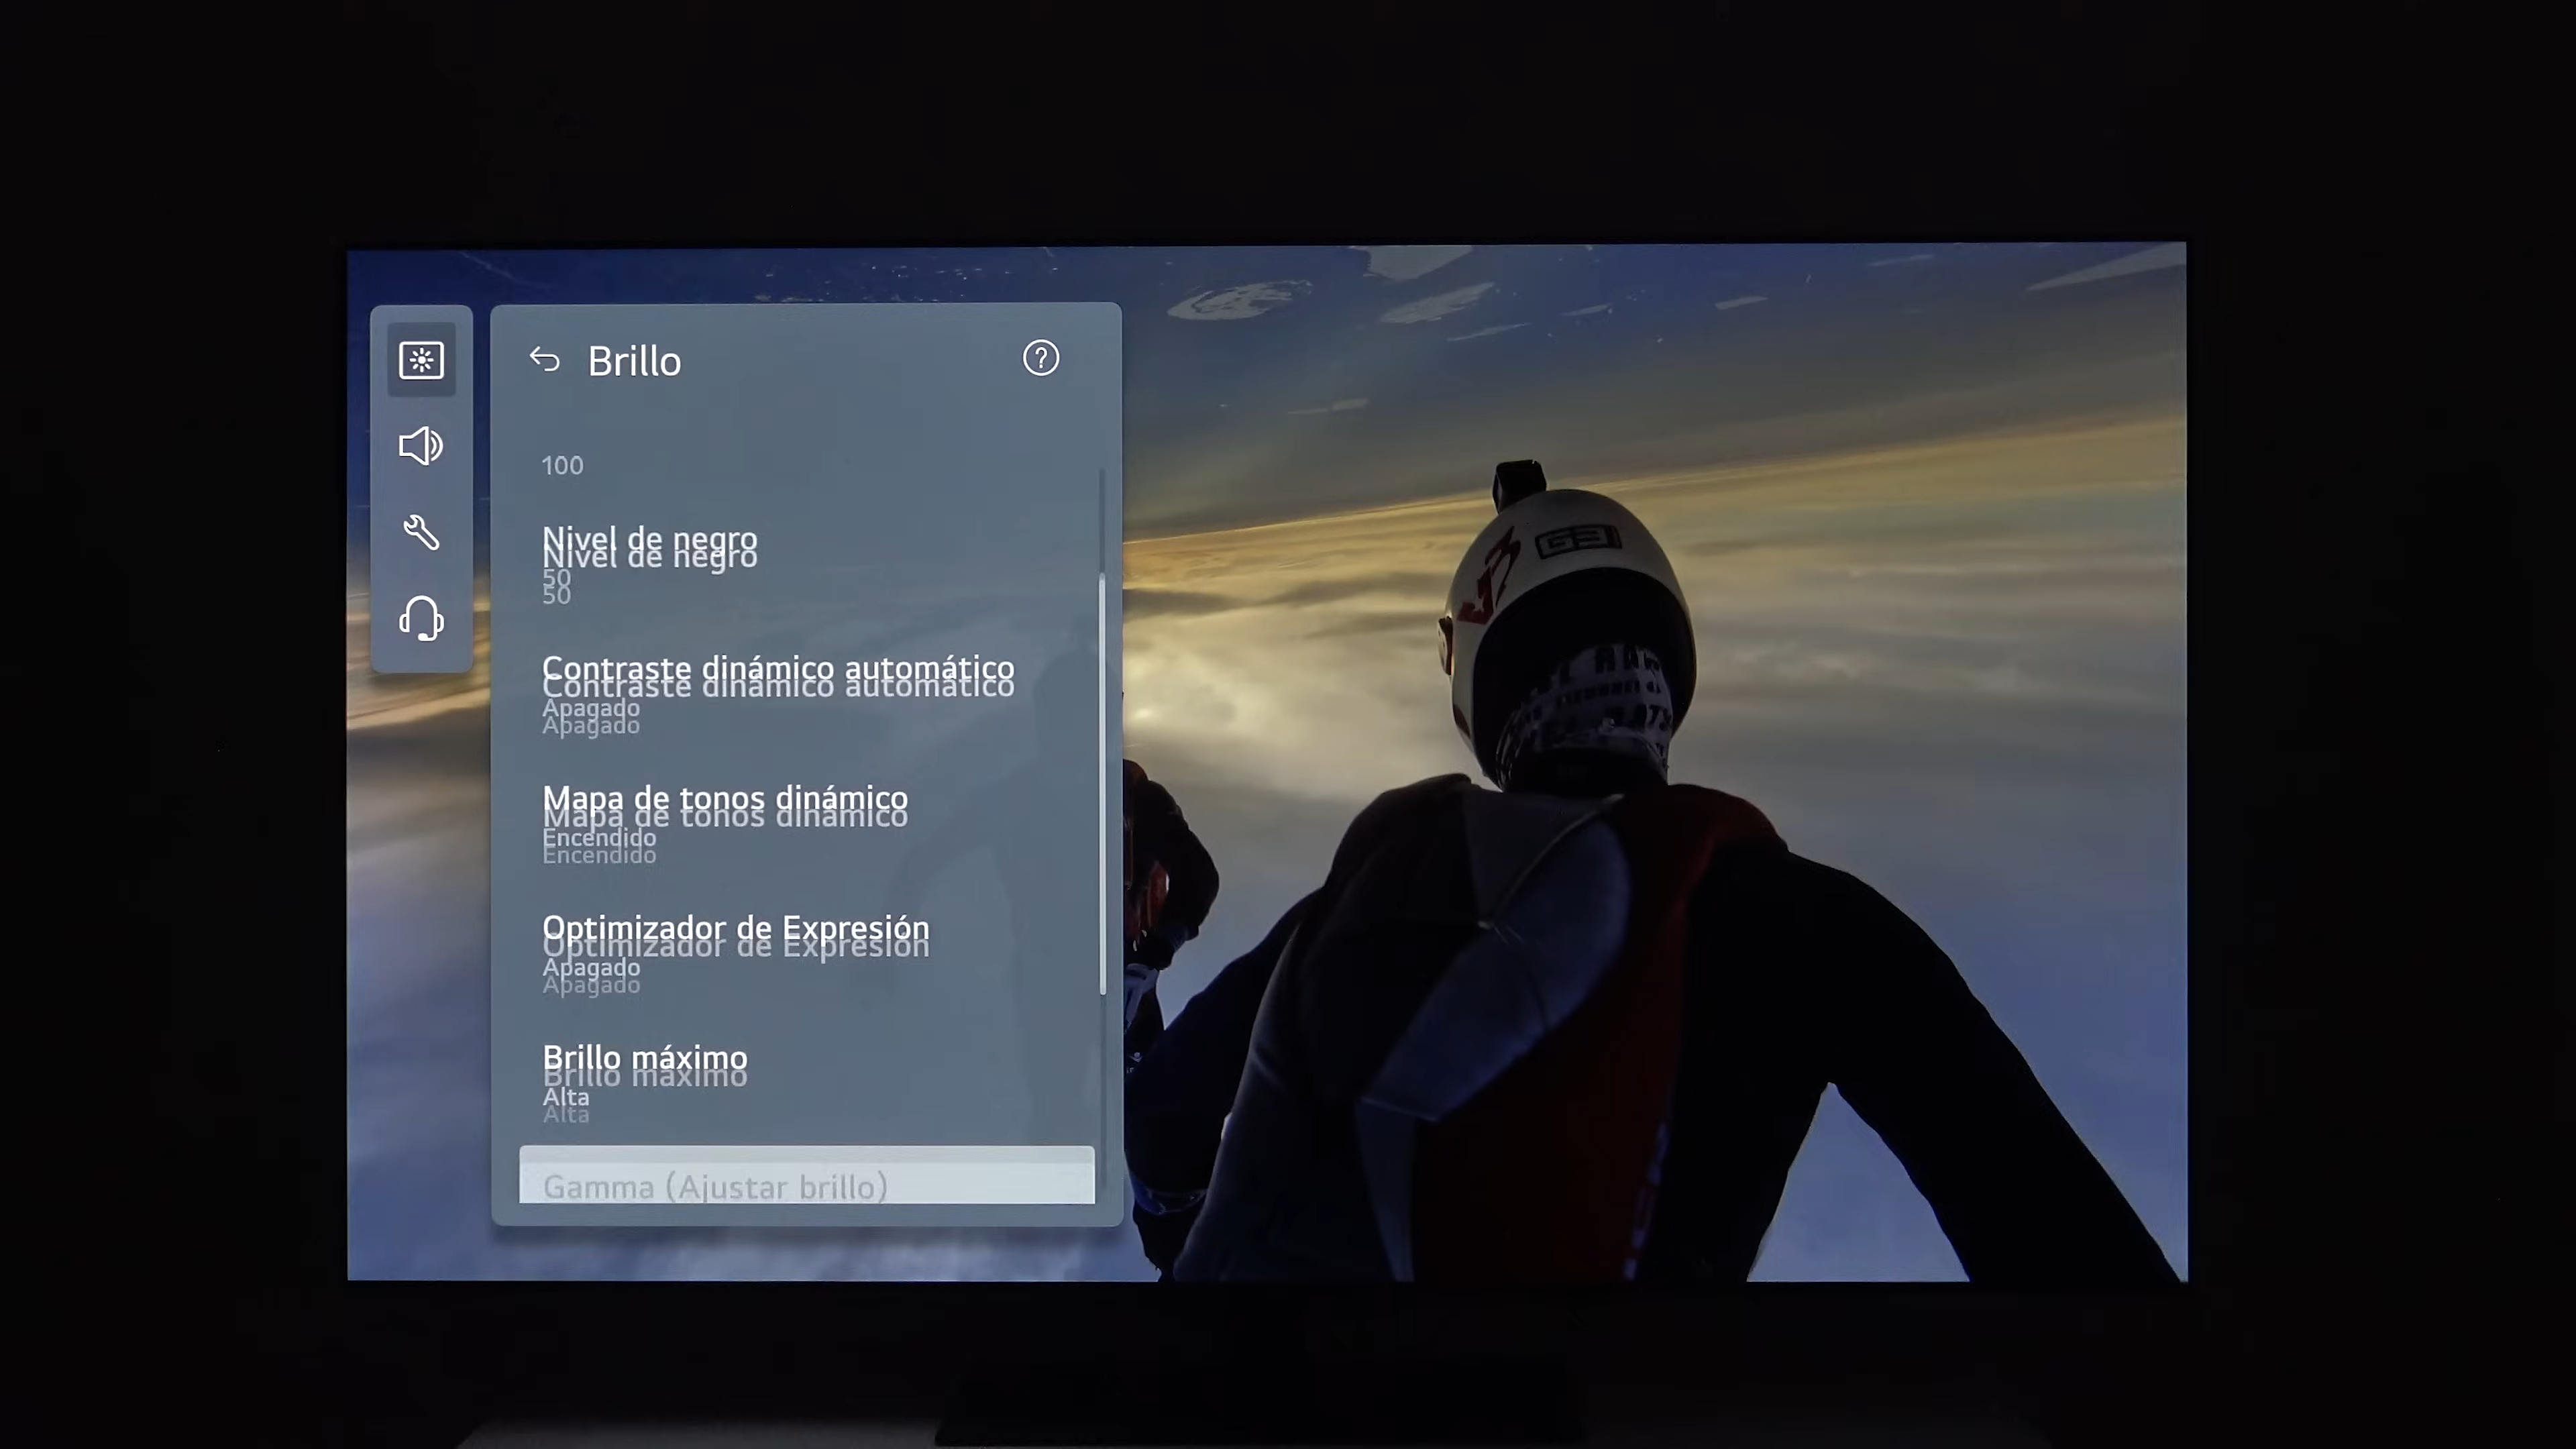 Brillo
100
Nivel de negro
50
Contraste dinámico automático
Apagado
Mapa de tonos dinámico
Encendido
Optimizador de Expresión
Apagado
Brillo máximo
Alta
Gamma (Ajustar brillo)
G3